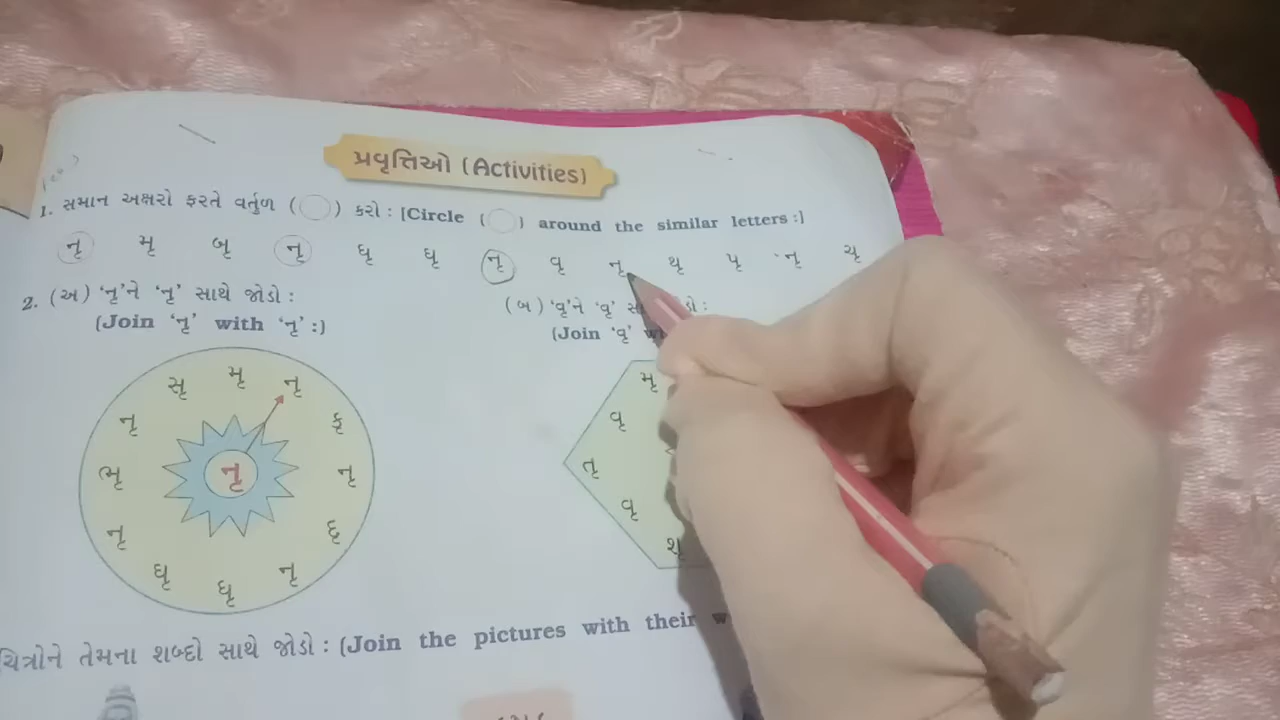 પ્રવૃત્તિઓ (Activities)
1. સમાન અક્ષરો ફરતે વર્તુળ ( ) કરો : [Circle ( ) around the similar letters :]
નૃ મૃ બૃ નૃ ઘૃ ધૃ નૃ વૃ નૃ થૃ પૃ નૃ ચૃ
2. (અ) 'નૃ'ને 'નૃ' સાથે જોડો :
(Join 'નૃ' with 'નૃ' :)
(બ) 'વૃ'ને 'વૃ'
(Join 'વૃ'
સૃ મૃ નૃ
નૃ કૃ
ભૃ નૃ નૃ
નૃ દૃ
ઘૃ ધૃ નૃ
મૃ
વૃ
તૃ
વૃ
શૃ
ચિત્રોને તેમના શબ્દો સાથે જોડો : (Join the pictures with their